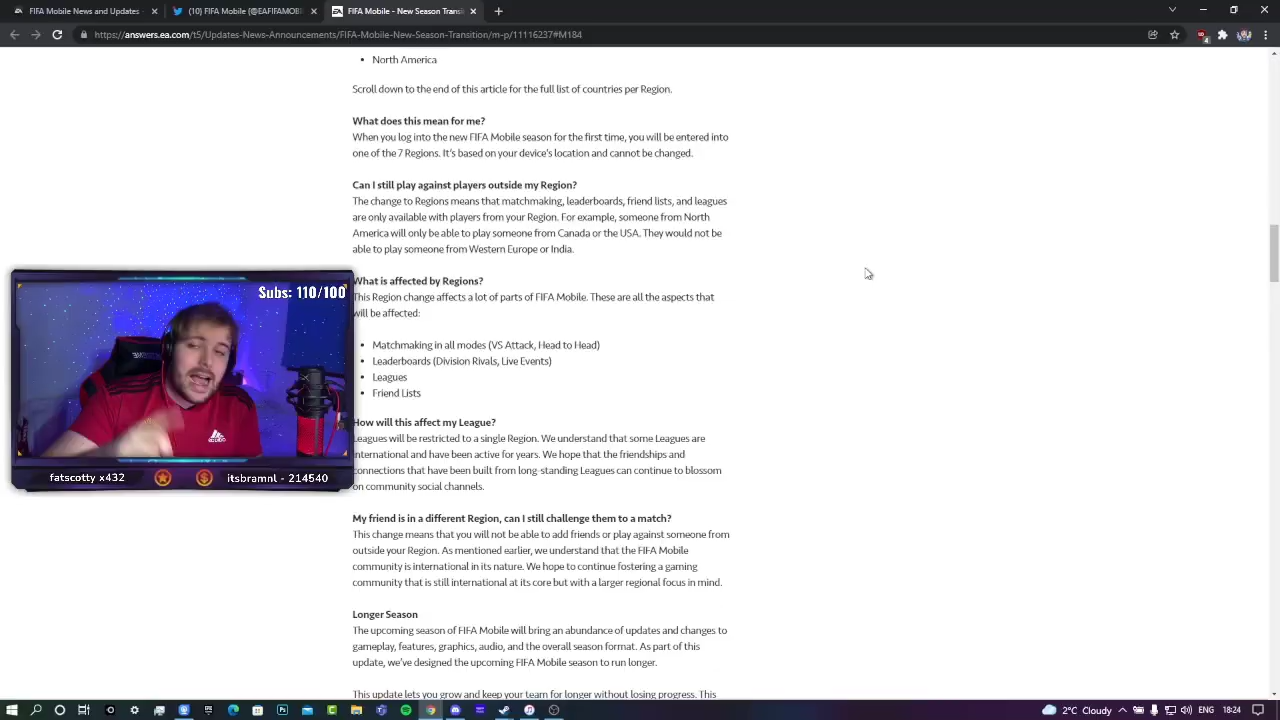 FIFA Mobile News and Updates -
(10) FIFA Mobile (@EAFIFAMOBIL
FIFA Mobile - New Season Transit
https://answers.ea.com/t5/Updates-News-Announcements/FIFA-Mobile-New-Season-Transition/m-p/11116237#M184
• North America
Scroll down to the end of this article for the full list of countries per Region.
What does this mean for me?
When you log into the new FIFA Mobile season for the first time, you will be entered into
one of the 7 Regions. It's based on your device's location and cannot be changed.
Can I still play against players outside my Region?
The change to Regions means that matchmaking, leaderboards, friend lists, and leagues
are only available with players from your Region. For example, someone from North
America will only be able to play someone from Canada or the USA. They would not be
able to play someone from Western Europe or India.
What is affected by Regions?
This Region change affects a lot of parts of FIFA Mobile. These are all the aspects that
will be affected:
• Matchmaking in all modes (VS Attack, Head to Head)
• Leaderboards (Division Rivals, Live Events)
• Leagues
• Friend Lists
How will this affect my League?
Leagues will be restricted to a single Region. We understand that some Leagues are
international and have been active for years. We hope that the friendships and
connections that have been built from long-standing Leagues can continue to blossom
on community social channels.
My friend is in a different Region, can I still challenge them to a match?
This change means that you will not be able to add friends or play against someone from
outside your Region. As mentioned earlier, we understand that the FIFA Mobile
community is international in its nature. We hope to continue fostering a gaming
community that is still international at its core but with a larger regional focus in mind.
Longer Season
The upcoming season of FIFA Mobile will bring an abundance of updates and changes to
gameplay, features, graphics, audio, and the overall season format. As part of this
update, we've designed the upcoming FIFA Mobile season to run longer.
This update lets you grow and keep your team for longer without losing progress. This
Subs: 110/100
adidas
fatscotty x432
itsbramnl - 214540
2°C Cloudy
18:24